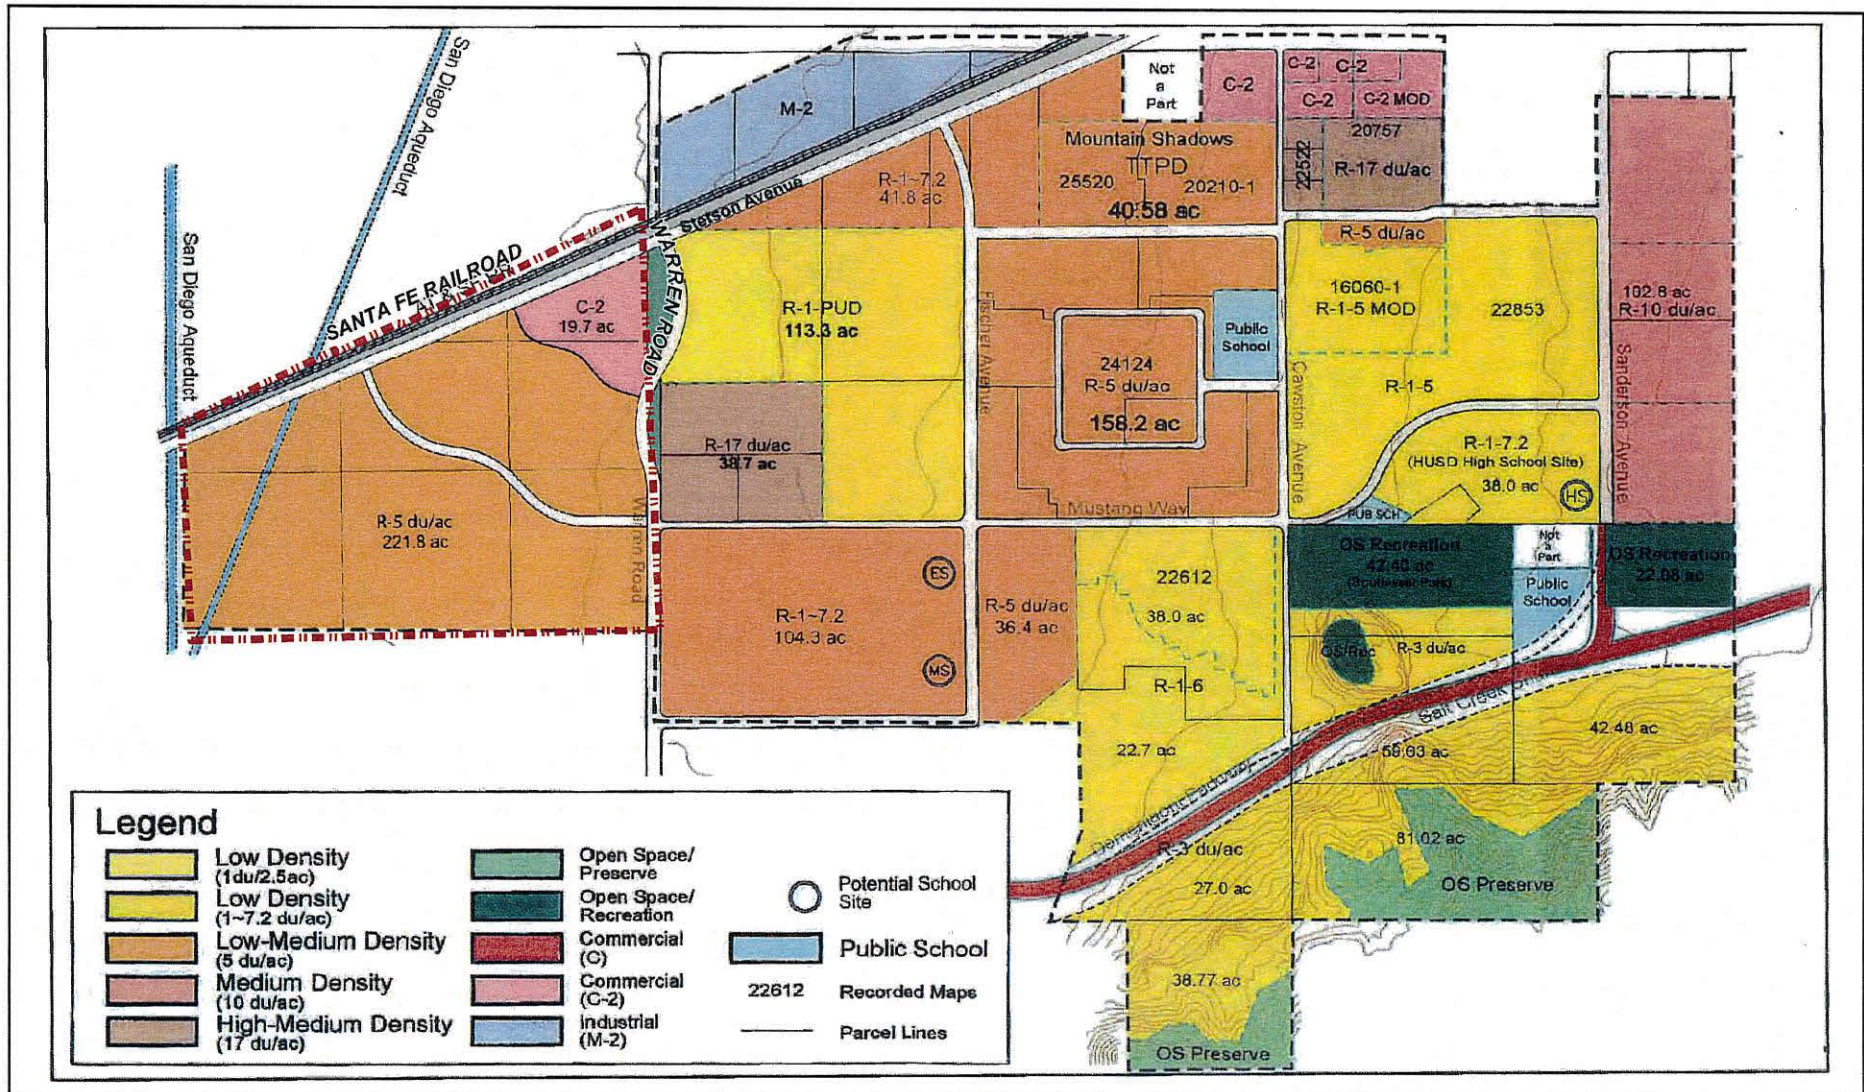 San Diego Aqueduct
San Diego Aqueduct
M-2
Not
a
Part
C-2
C-2
C-2
C-2
C-2 MOD
20757
22522
R-17 du/ac
Mountain Shadows
TTPD
25520
20210-1
40.58 ac
R-1~7.2
41.8 ac
Stetson Avenue
SANTA FE RAILROAD
WARREN ROAD
C-2
19.7 ac
R-1-PUD
113.3 ac
R-17 du/ac
38.7 ac
R-5 du/ac
221.8 ac
Warren Road
Fischer Avenue
24124
R-5 du/ac
158.2 ac
Public
School
Mustang Way
Cawston Avenue
R-5 du/ac
16060-1
R-1-5 MOD
22853
R-1-5
102.8 ac
R-10 du/ac
Sanderson Avenue
R-1-7.2
(HUSD High School Site)
38.0 ac
HS
PUB SCH
OS Recreation
42.40 ac
Not
a
Part
Public
School
OS Recreation
22.08 ac
R-1~7.2
104.3 ac
ES
MS
R-5 du/ac
36.4 ac
22612
38.0 ac
R-1-6
22.7 ac
OS/Rec
R-3 du/ac
Salt Creek
59.03 ac
42.48 ac
R-3 du/ac
27.0 ac
81.02 ac
OS Preserve
38.77 ac
OS Preserve
Legend
Low Density
(1du/2.5ac)
Low Density
(1~7.2 du/ac)
Low-Medium Density
(5 du/ac)
Medium Density
(10 du/ac)
High-Medium Density
(17 du/ac)
Open Space/
Preserve
Open Space/
Recreation
Commercial
(C)
Commercial
(C-2)
Industrial
(M-2)
Potential School
Site
Public School
22612
Recorded Maps
Parcel Lines